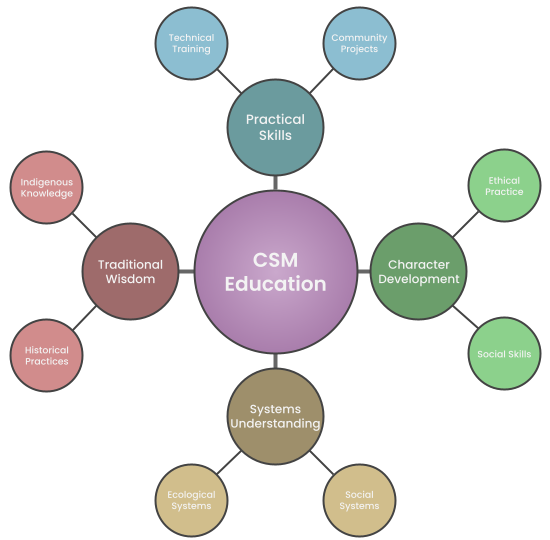 Technical
Training
Community
Projects
Practical
Skills
Indigenous
Knowledge
Ethical
Practice
Traditional
Wisdom
CSM
Education
Character
Development
Historical
Practices
Social Skills
Systems
Understanding
Ecological
Systems
Social
Systems